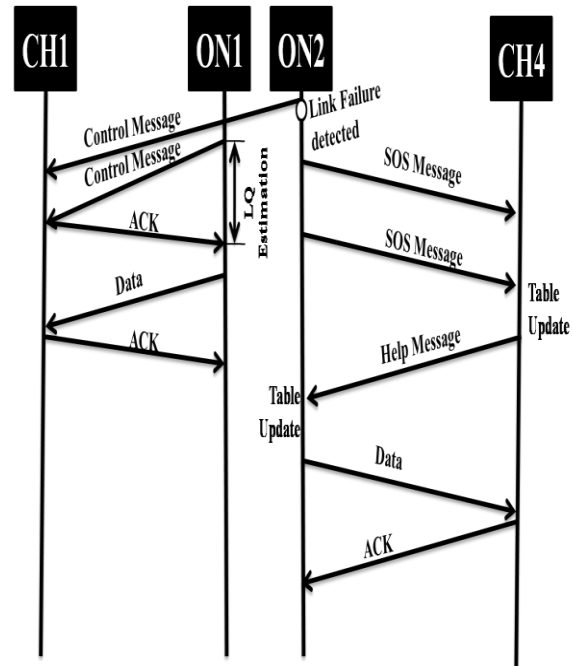 CH1
ON1
ON2
CH4
Link Failure
detected
Control Message
Control Message
LQ
Estimation
SOS Message
ACK
SOS Message
Data
Table
Update
ACK
Help Message
Table
Update
Data
ACK